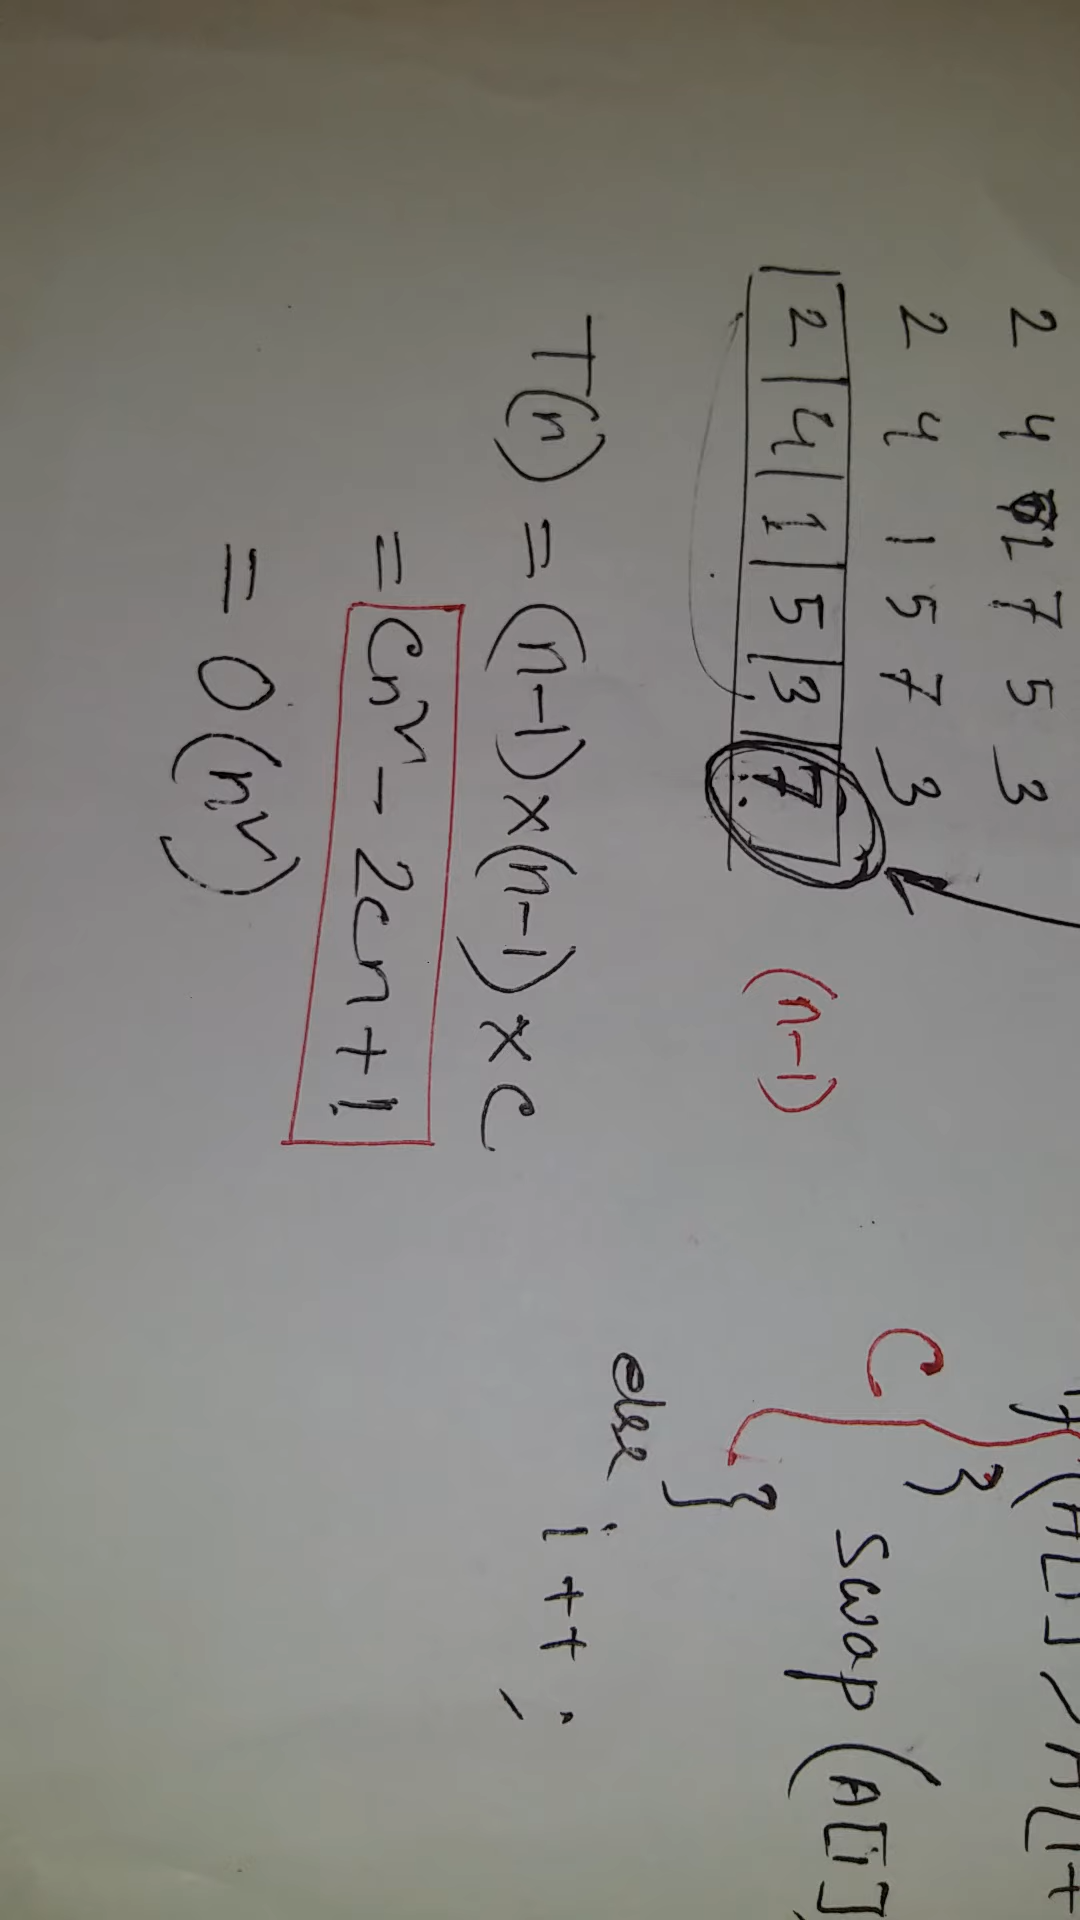 2 4 1 7 5 3
2 4 1 5 7 3
2 | 4 | 1 | 5 | 3 | 7
(n-1)
T(n) = (n-1) × (n-1) × c
= cn² - 2cn + 1
= O(n²)
if (A[i] > A[i+
{
C
swap (A[i],
}
else
i++;